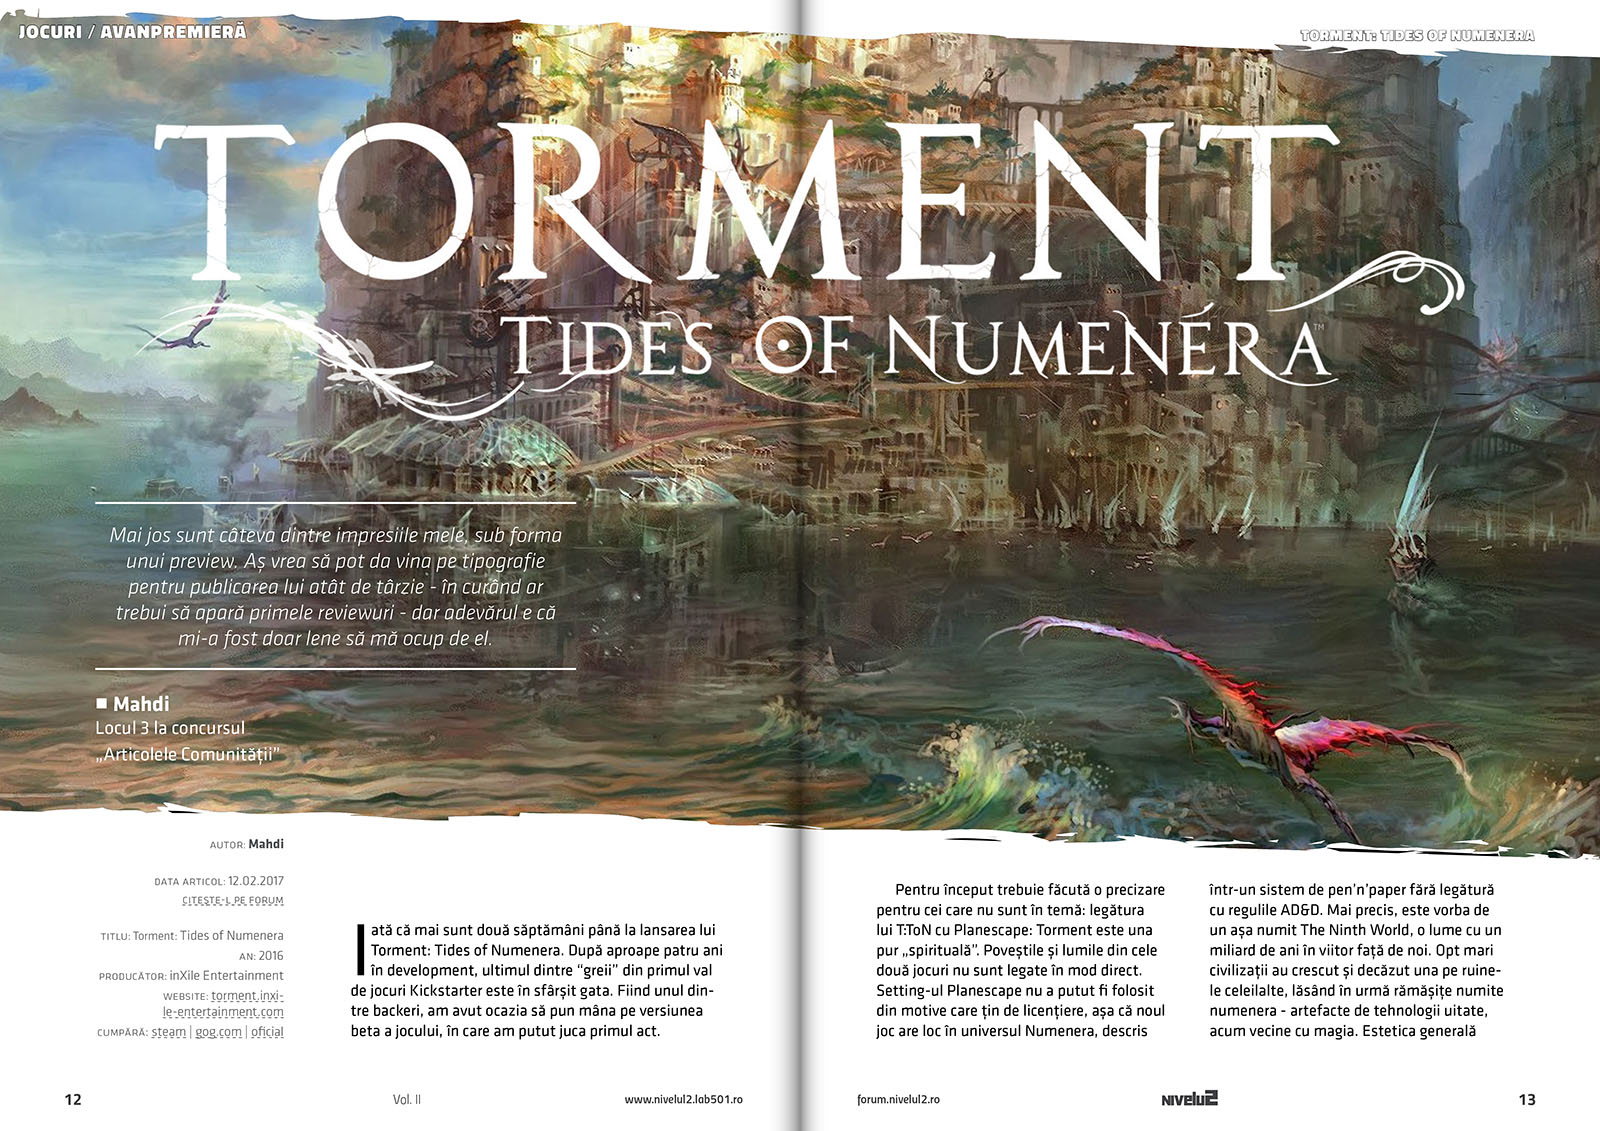 JOCURI / AVANPREMIERĂ
TORMENT: TIDES OF NUMENERA
TORMENT
TIDES OF NUMENÉRA™
Mai jos sunt câteva dintre impresiile mele, sub forma
unui preview. Aș vrea să pot da vina pe tipografie
pentru publicarea lui atât de târzie - în curând ar
trebui să apară primele reviewuri - dar adevărul e că
mi-a fost doar lene să mă ocup de el.
■ Mahdi
Locul 3 la concursul
„Articolele Comunității”
AUTOR: Mahdi
DATA ARTICOL: 12.02.2017
CITEȘTE-L PE FORUM
TITLU: Torment: Tides of Numenera
AN: 2016
PRODUCĂTOR: inXile Entertainment
WEBSITE: torment.inxi-
le-entertainment.com
CUMPĂRĂ: steam | gog.com | oficial
Iată că mai sunt două săptămâni până la lansarea lui
Torment: Tides of Numenera. După aproape patru ani
în development, ultimul dintre “greii” din primul val
de jocuri Kickstarter este în sfârșit gata. Fiind unul din-
tre backeri, am avut ocazia să pun mâna pe versiunea
beta a jocului, în care am putut juca primul act.
Pentru început trebuie făcută o precizare
pentru cei care nu sunt în temă: legătura
lui T:ToN cu Planescape: Torment este una
pur „spirituală”. Poveștile și lumile din cele
două jocuri nu sunt legate în mod direct.
Setting-ul Planescape nu a putut fi folosit
din motive care țin de licențiere, așa că noul
joc are loc în universul Numenera, descris
într-un sistem de pen’n’paper fără legătură
cu regulile AD&D. Mai precis, este vorba de
un așa numit The Ninth World, o lume cu un
miliard de ani în viitor față de noi. Opt mari
civilizații au crescut și decăzut una pe ruine-
le celeilalte, lăsând în urmă rămășițe numite
numenera - artefacte de tehnologii uitate,
acum vecine cu magia. Estetica generală
12
Vol. II
www.nivelul2.lab501.ro
forum.nivelul2.ro
NIVELUL2
13